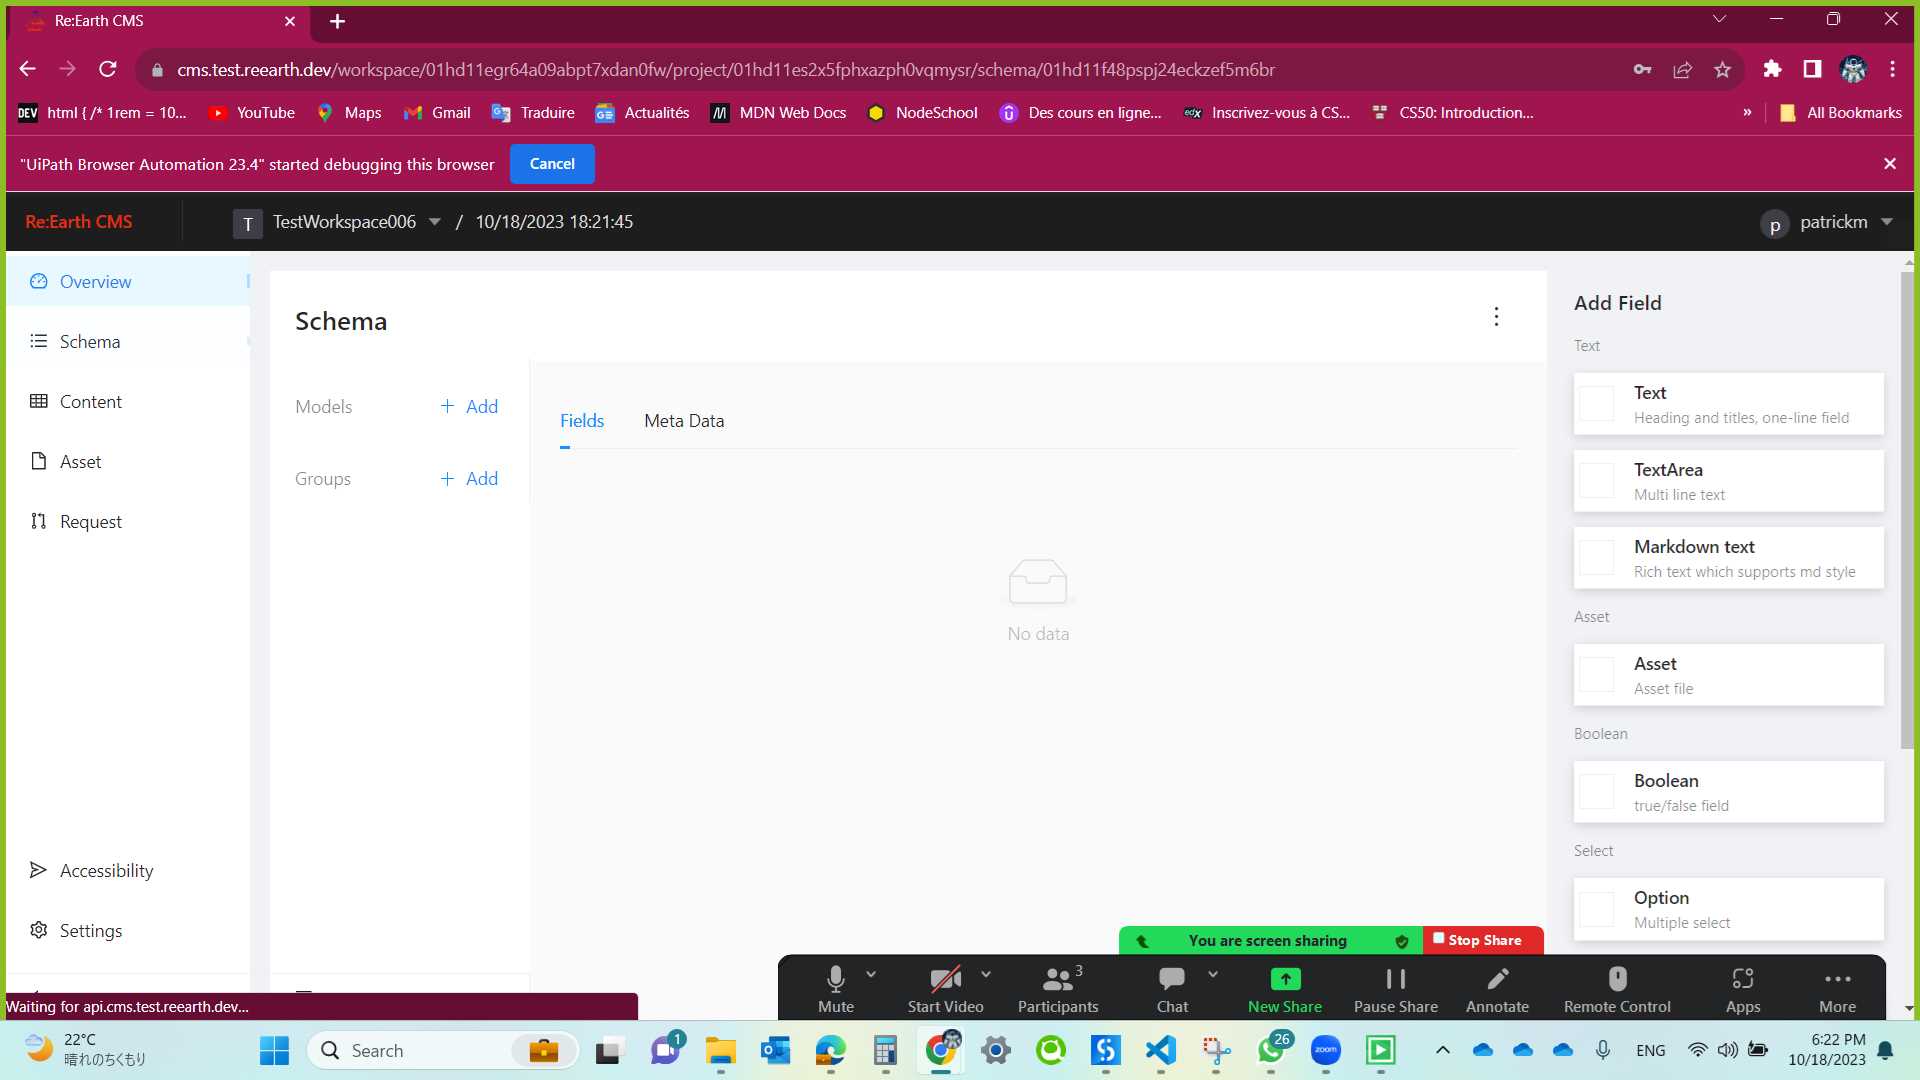 Re:Earth CMS
cms.test.reearth.dev/workspace/01hd11egr64a09abpt7xdan0fw/project/01hd11es2x5fphxazph0vqmysr/schema/01hd11f48pspj24eckzef5m6br
DEV html { /* 1rem = 10... YouTube Maps Gmail Traduire Actualités MDN Web Docs NodeSchool Des cours en ligne... edX Inscrivez-vous à CS... CS50: Introduction... » All Bookmarks
"UiPath Browser Automation 23.4" started debugging this browser Cancel
Re:Earth CMS T TestWorkspace006 / 10/18/2023 18:21:45 p patrickm
Overview
Schema
Content
Asset
Request
Accessibility
Settings
Schema
Models + Add
Groups + Add
Fields Meta Data
No data
Add Field
Text
Text
Heading and titles, one-line field
TextArea
Multi line text
Markdown text
Rich text which supports md style
Asset
Asset
Asset file
Boolean
Boolean
true/false field
Select
Option
Multiple select
You are screen sharing Stop Share
3
Mute Start Video Participants Chat New Share Pause Share Annotate Remote Control Apps More
Waiting for api.cms.test.reearth.dev...
22°C
晴れのちくもり
Search
1
26
zoom
ENG
6:22 PM
10/18/2023